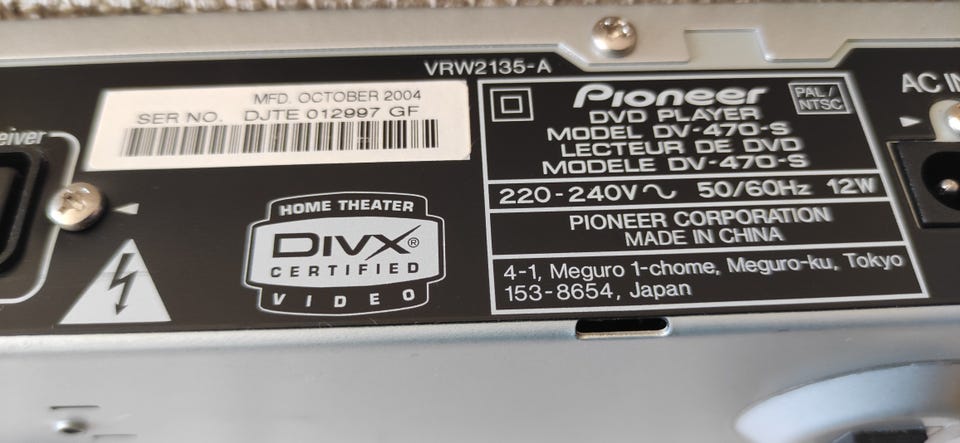 VRW2135-A
eiver
MFD. OCTOBER 2004
SER NO. DJTE 012997 GF
HOME THEATER
DIVX®
CERTIFIED
VIDEO
Pioneer
PAL/
NTSC
DVD PLAYER
MODEL DV-470-S
LECTEUR DE DVD
MODELE DV-470-S
220-240V~ 50/60Hz 12W
PIONEER CORPORATION
MADE IN CHINA
4-1, Meguro 1-chome, Meguro-ku, Tokyo
153-8654, Japan
AC IN